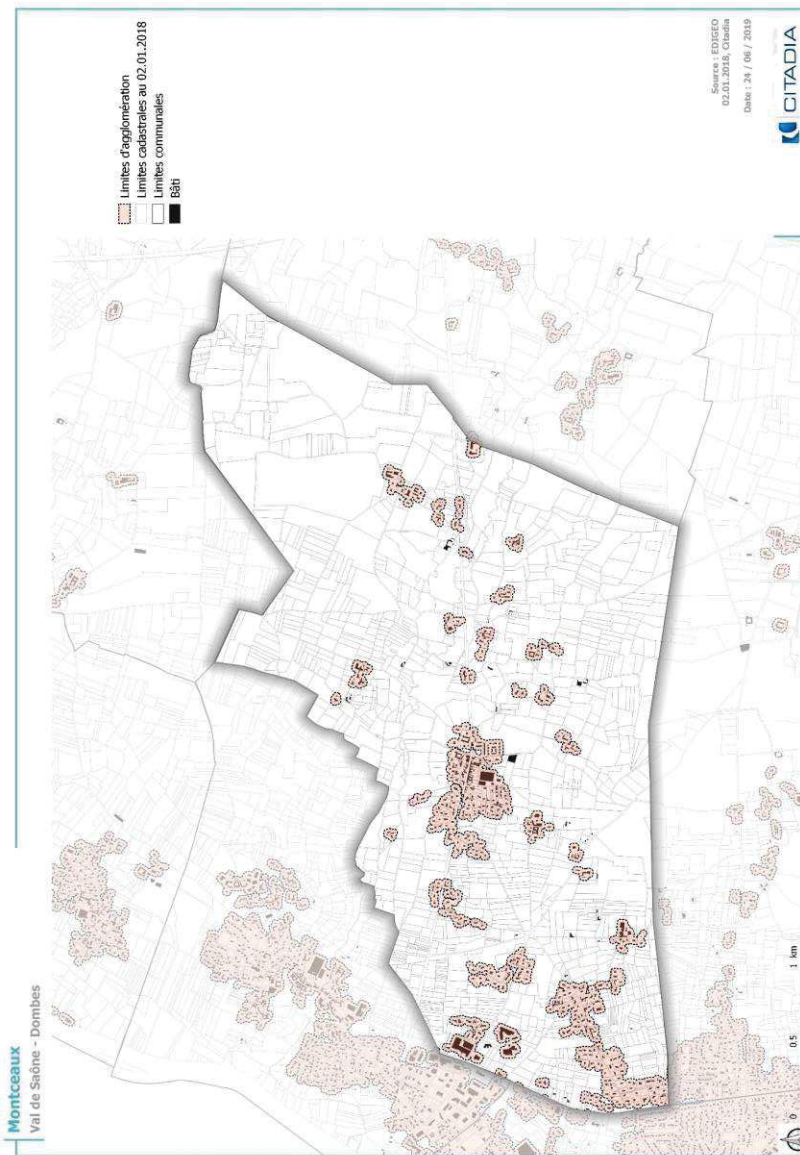 Montceaux
Val de Saône - Dombes
Limites d'agglomération
Limites cadastrales au 02.01.2018
Limites communales
Bâti
Source : EDIGEO
02.01.2018, Citadia
Date : 24 / 06 / 2019
CITADIA
0 0.5 1 km